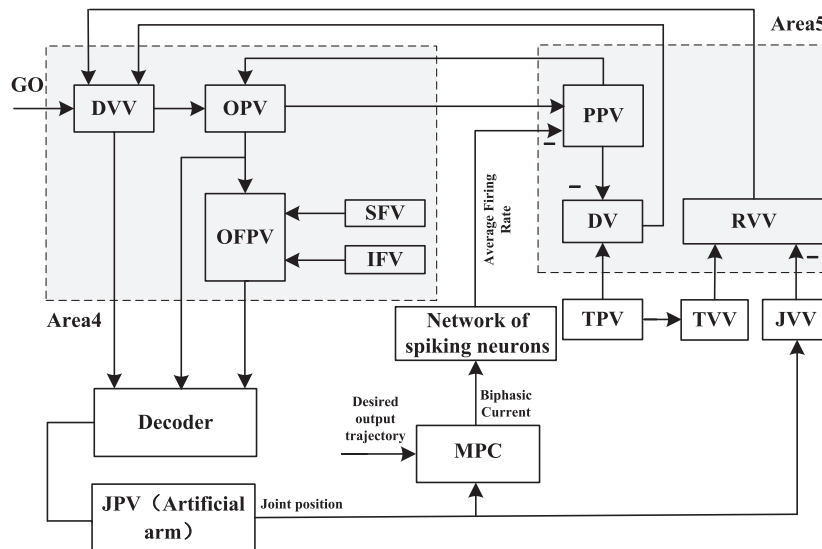 Area5
GO
DVV
OPV
PPV
SFV
OFPV
IFV
Average Firing
Rate
DV
RVV
Area4
Network of
spiking neurons
TPV
TVV
JVV
Desired
output
trajectory
Biphasic
Current
Decoder
MPC
JPV（Artificial
arm）
Joint position